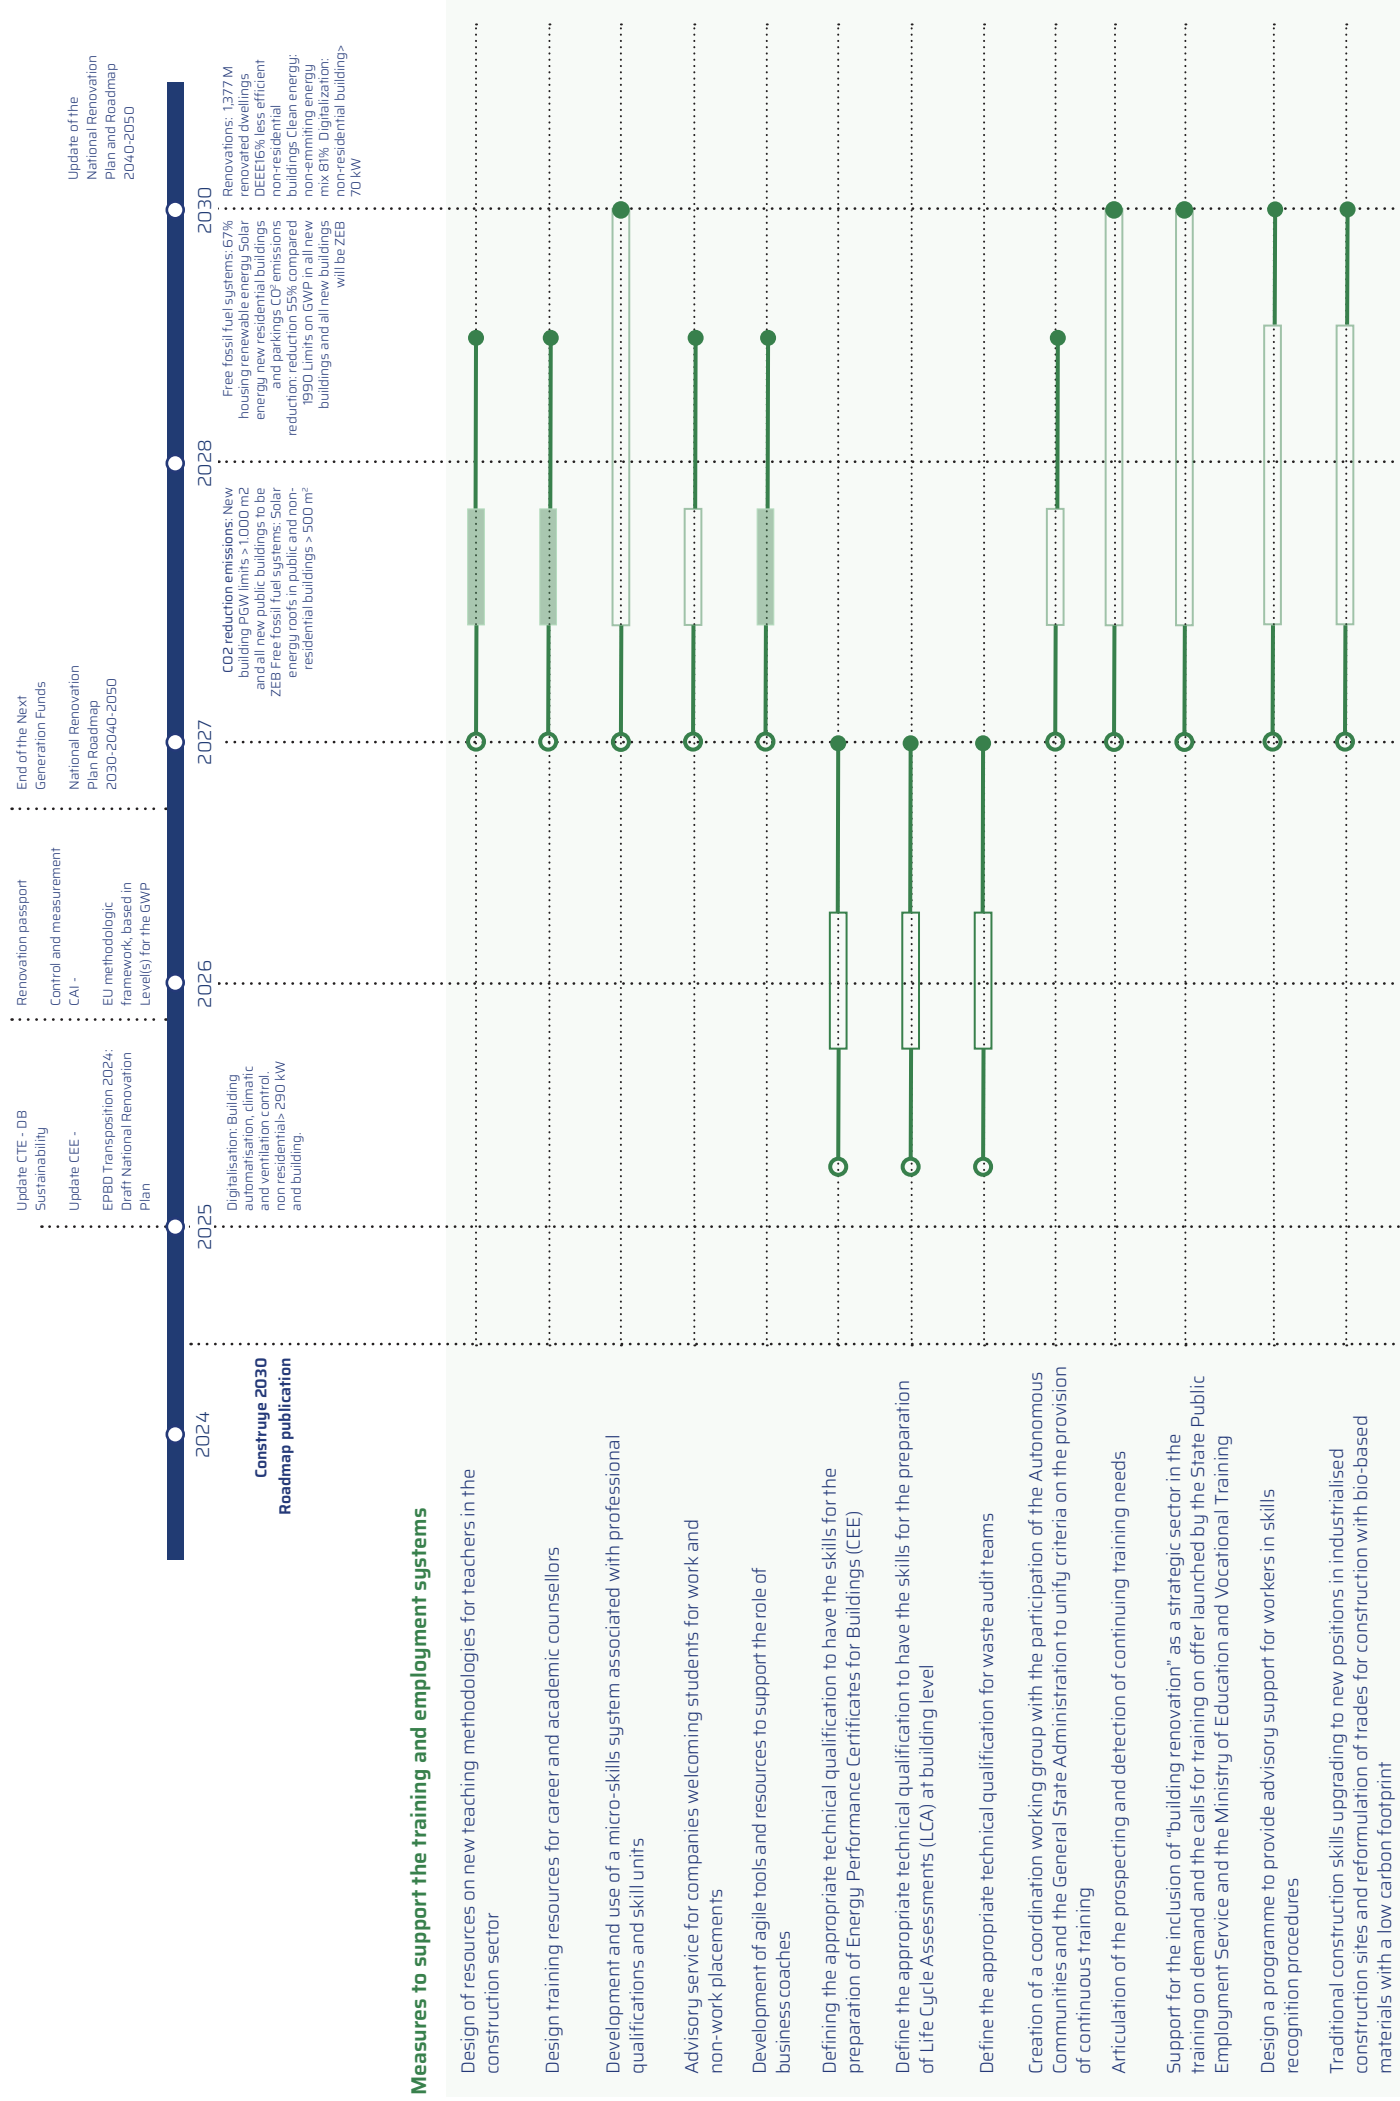 Update CTE - DB
Sustainability
Update CEE -
EPBD Transposition 2024:
Draft National Renovation
Plan
Renovation passport
Control and measurement
CAI -
EU methodologic
framework, based in
Level(s) for the GWP
End of the Next
Generation Funds
National Renovation
Plan Roadmap
2030-2040-2050
Update of the
National Renovation
Plan and Roadmap
2040-2050
2024
2025
2026
2027
2028
2030
Construye 2030
Roadmap publication
Digitalisation: Building
automatisation, climatic
and ventilation control.
non residential> 290 kW
and building.
CO2 reduction emissions: New
building PGW limits > 1.000 m2
and all new public buildings to be
ZEB Free fossil fuel systems: Solar
energy roofs in public and non-
residential buildings > 500 m²
Free fossil fuel systems: 67%
housing renewable energy Solar
energy new residential buildings
and parkings CO² emissions
reduction: reduction 55% compared
1990 Limits on GWP in all new
buildings and all new buildings
will be ZEB
Renovations: 1,377 M
renovated dwellings
DEEE16% less efficient
non-residential
buildings Clean energy:
non-emmiting energy
mix 81% Digitalization:
non-residential building>
70 kW
Measures to support the training and employment systems
Design of resources on new teaching methodologies for teachers in the
construction sector
Design training resources for career and academic counsellors
Development and use of a micro-skills system associated with professional
qualifications and skill units
Advisory service for companies welcoming students for work and
non-work placements
Development of agile tools and resources to support the role of
business coaches
Defining the appropriate technical qualification to have the skills for the
preparation of Energy Performance Certificates for Buildings (CEE)
Define the appropriate technical qualification to have the skills for the preparation
of Life Cycle Assessments (LCA) at building level
Define the appropriate technical qualification for waste audit teams
Creation of a coordination working group with the participation of the Autonomous
Communities and the General State Administration to unify criteria on the provision
of continuous training
Articulation of the prospecting and detection of continuing training needs
Support for the inclusion of “building renovation” as a strategic sector in the
training on demand and the calls for training on offer launched by the State Public
Employment Service and the Ministry of Education and Vocational Training
Design a programme to provide advisory support for workers in skills
recognition procedures
Traditional construction skills upgrading to new positions in industrialised
construction sites and reformulation of trades for construction with bio-based
materials with a low carbon footprint